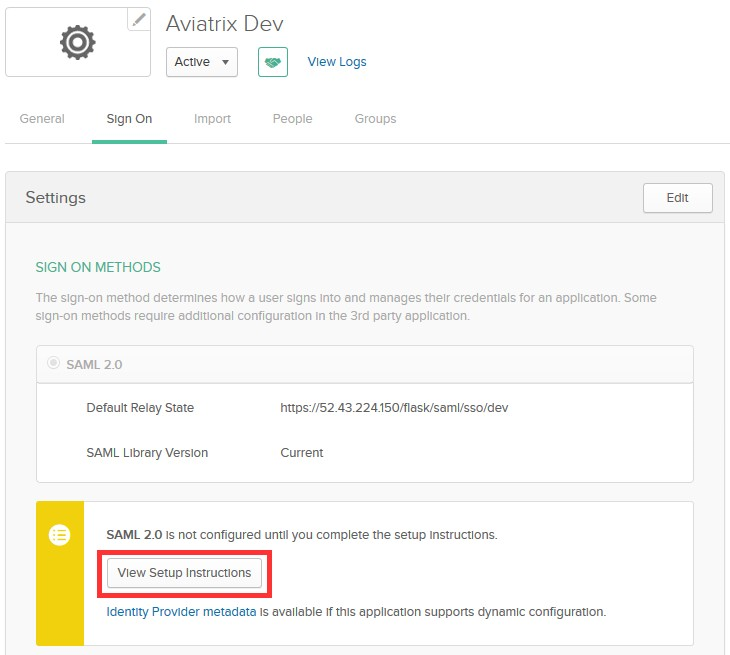 Aviatrix Dev
Active
View Logs
General
Sign On
Import
People
Groups
Settings
Edit
SIGN ON METHODS
The sign-on method determines how a user signs into and manages their credentials for an application. Some
sign-on methods require additional configuration in the 3rd party application.
SAML 2.0
Default Relay State
https://52.43.224.150/flask/saml/sso/dev
SAML Library Version
Current
SAML 2.0 is not configured until you complete the setup instructions.
View Setup Instructions
Identity Provider metadata is available if this application supports dynamic configuration.